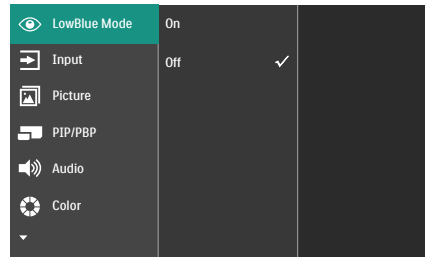 LowBlue Mode
Input
Picture
PIP/PBP
Audio
Color
On
Off